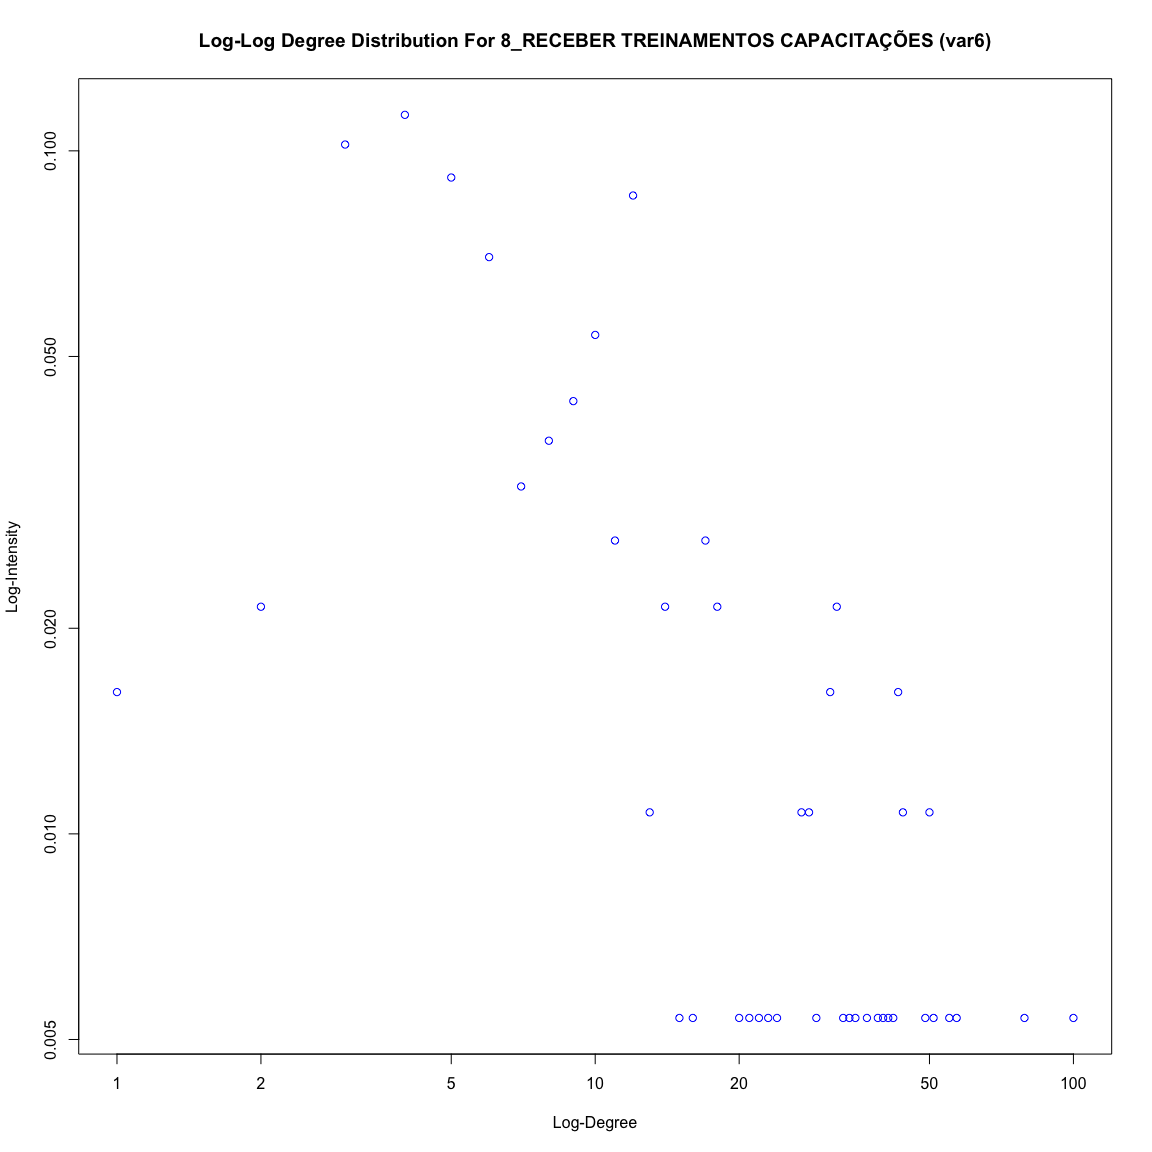 Log-Log Degree Distribution For 8_RECEBER TREINAMENTOS CAPACITAÇÕES (var6)
Log-Intensity
0.100
0.050
0.020
0.010
0.005
1 2 5 10 20 50 100
Log-Degree